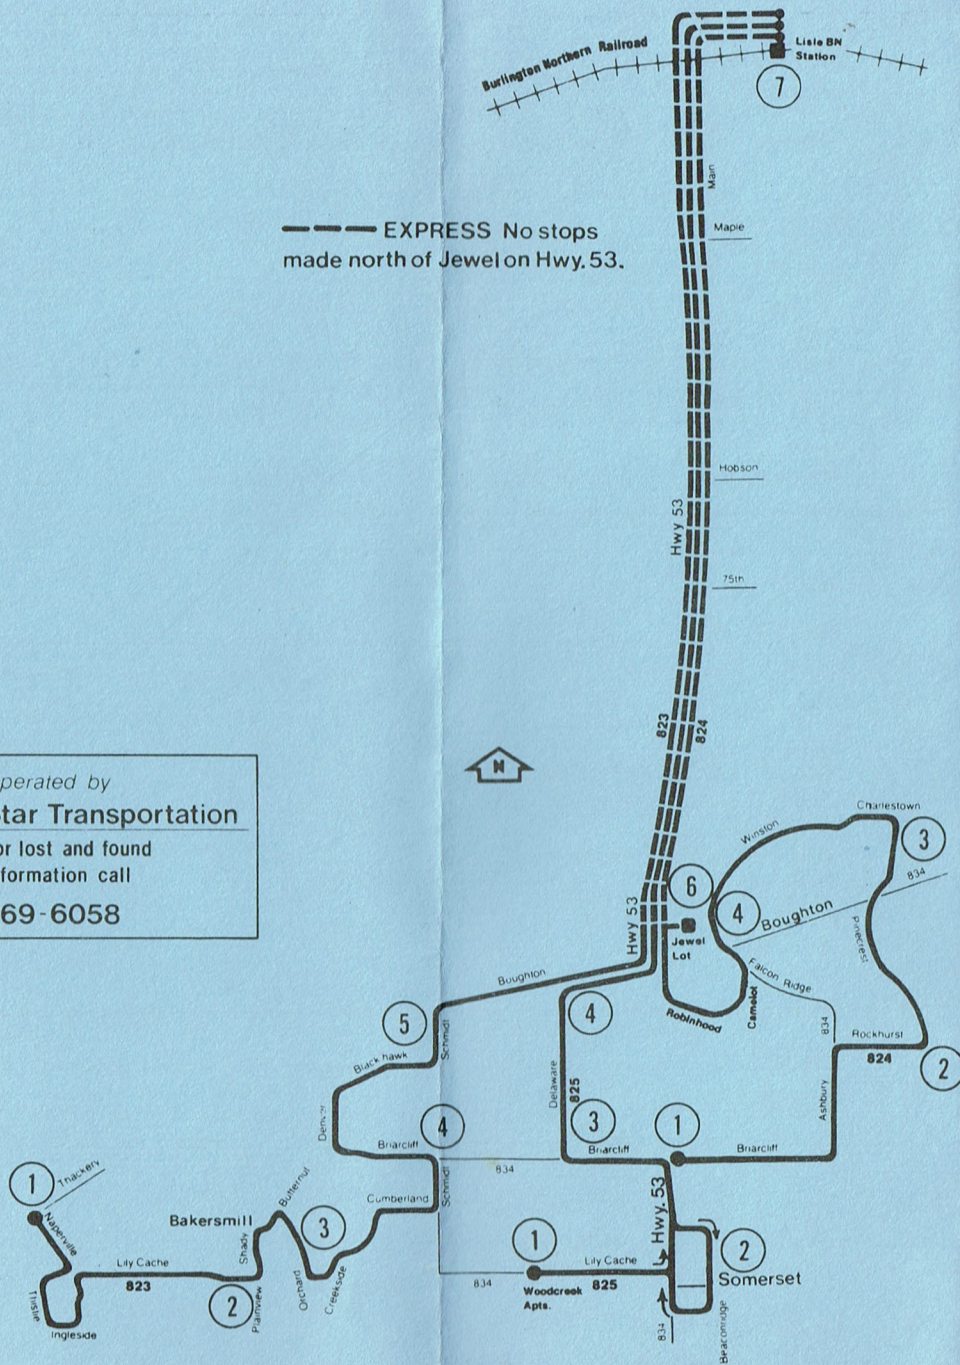 Burlington Northern Railroad
Lisle BN
Station
7
Main
Maple
EXPRESS No stops
made north of Jewel on Hwy. 53.
Hobson
Hwy 53
75th
823
824
N
perated by
tar Transportation
or lost and found
formation call
69-6058
Charlestown
Winston
3
834
6
4
Boughton
Pinecrest
Hwy 53
Jewel
Lot
Falcon Ridge
Camelot
Robinhood
834
Boughton
5
Schmidt
4
Rockhurst
824
2
Black hawk
Denver
Delaware
825
Ashbury
4
3
1
Briarcliff
834
Briarcliff
Briarcliff
1
Thackery
Naperville
Schmidt
Cumberland
Butternut
Bakersmill
3
Shady
Hwy. 53
1
2
Lily Cache
823
2
Plainview
Orchard
Creekside
834
Lily Cache
825
Woodcreek
Apts.
Somerset
Thistle
Ingleside
834
Beaconridge